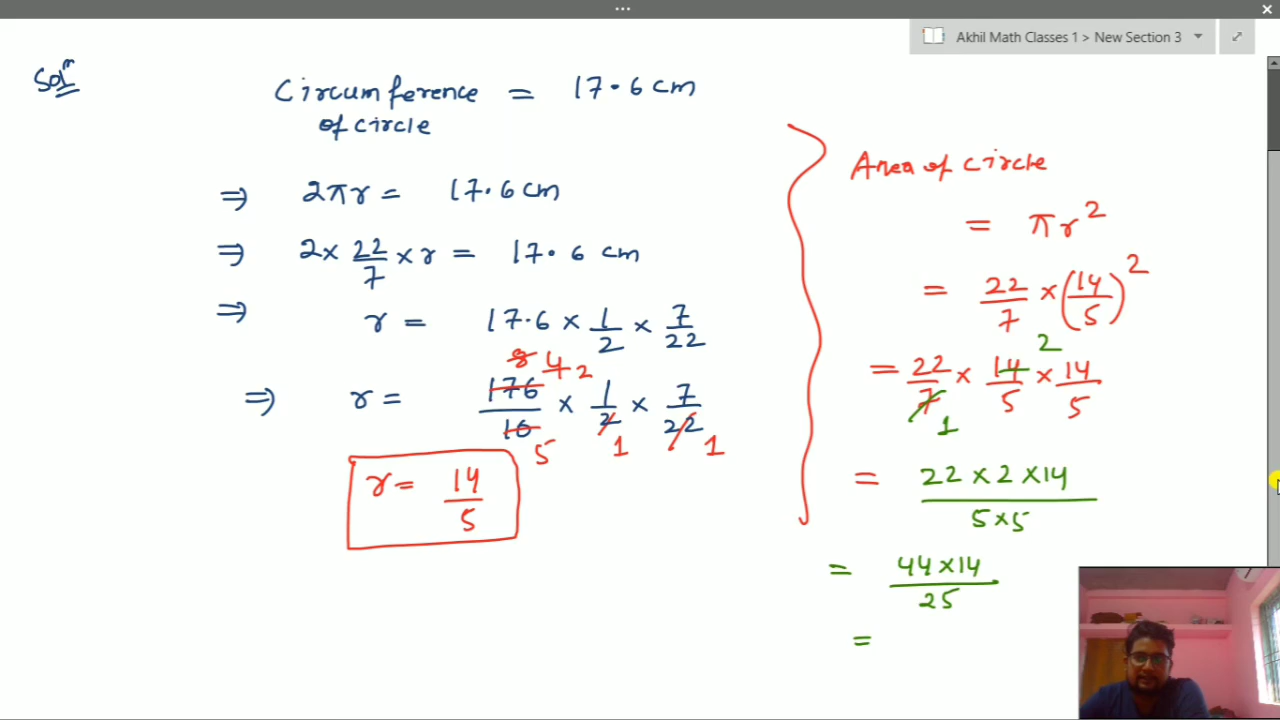 Akhil Math Classes 1 > New Section 3
Solⁿ
Circumference = 17.6 cm
of circle
⇒ 2πr = 17.6 cm
⇒ 2 × 22/7 × r = 17.6 cm
⇒ r = 17.6 × 1/2 × 7/22
8 4 2
⇒ r = 176/10 × 1/2 × 7/22
5 1 1
r = 14/5
Area of circle
= πr²
= 22/7 × (14/5)²
2
= 22/7 × 14/5 × 14/5
1
= 22 × 2 × 14 / 5 × 5
= 44 × 14 / 25
=